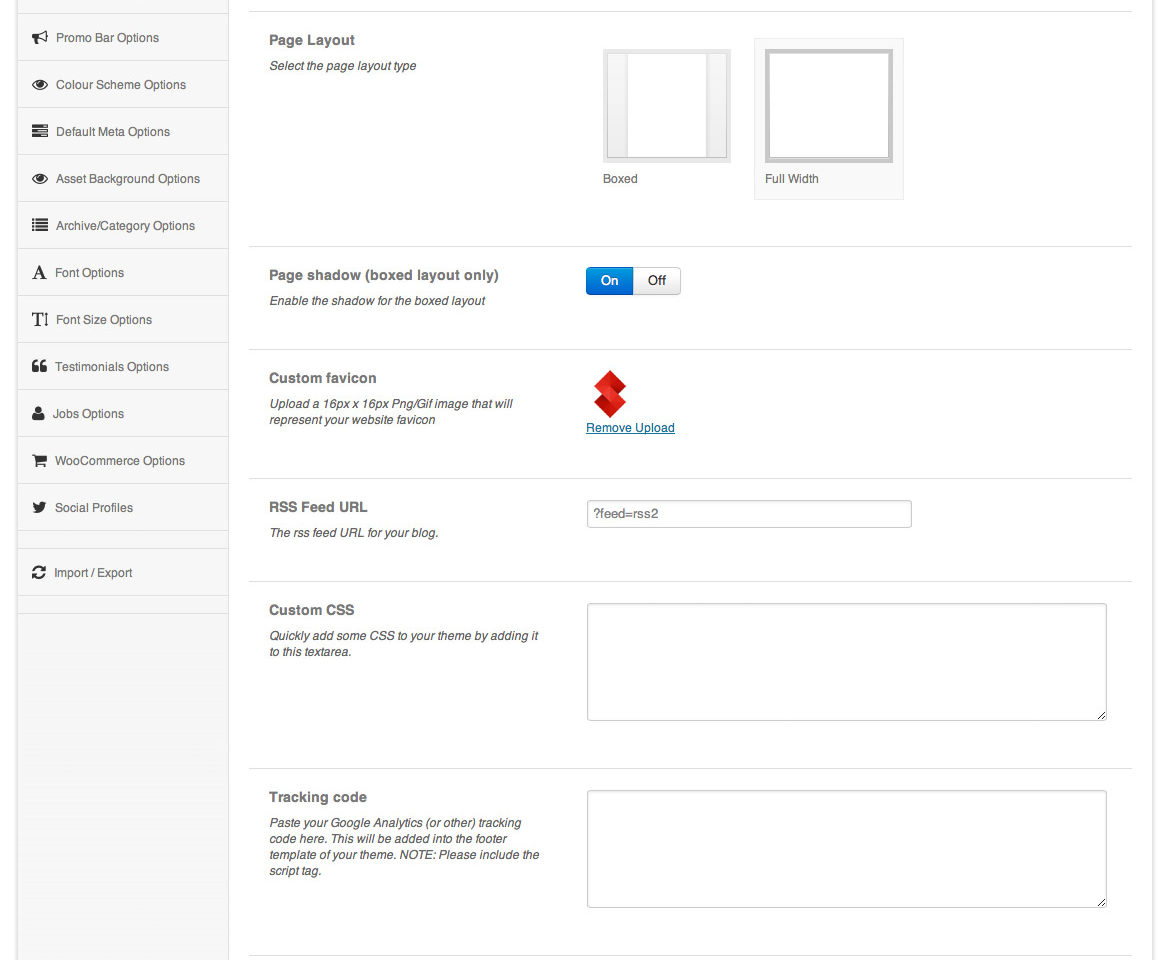 Promo Bar Options
Colour Scheme Options
Default Meta Options
Asset Background Options
Archive/Category Options
Font Options
Font Size Options
Testimonials Options
Jobs Options
WooCommerce Options
Social Profiles
Import / Export
Page Layout
Select the page layout type
Boxed
Full Width
Page shadow (boxed layout only)
Enable the shadow for the boxed layout
On
Off
Custom favicon
Upload a 16px x 16px Png/Gif image that will
represent your website favicon
Remove Upload
RSS Feed URL
The rss feed URL for your blog.
?feed=rss2
Custom CSS
Quickly add some CSS to your theme by adding it
to this textarea.
Tracking code
Paste your Google Analytics (or other) tracking
code here. This will be added into the footer
template of your theme. NOTE: Please include the
script tag.